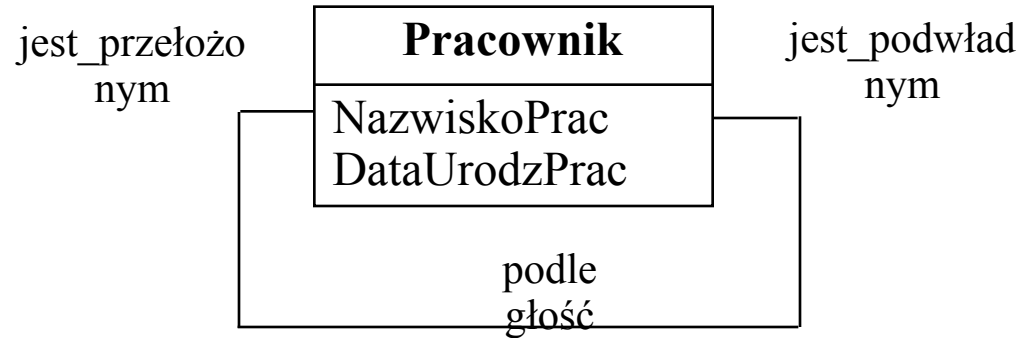 jest_przełożo
nym
Pracownik
jest_podwład
nym
NazwiskoPrac
DataUrodzPrac
podle
głość